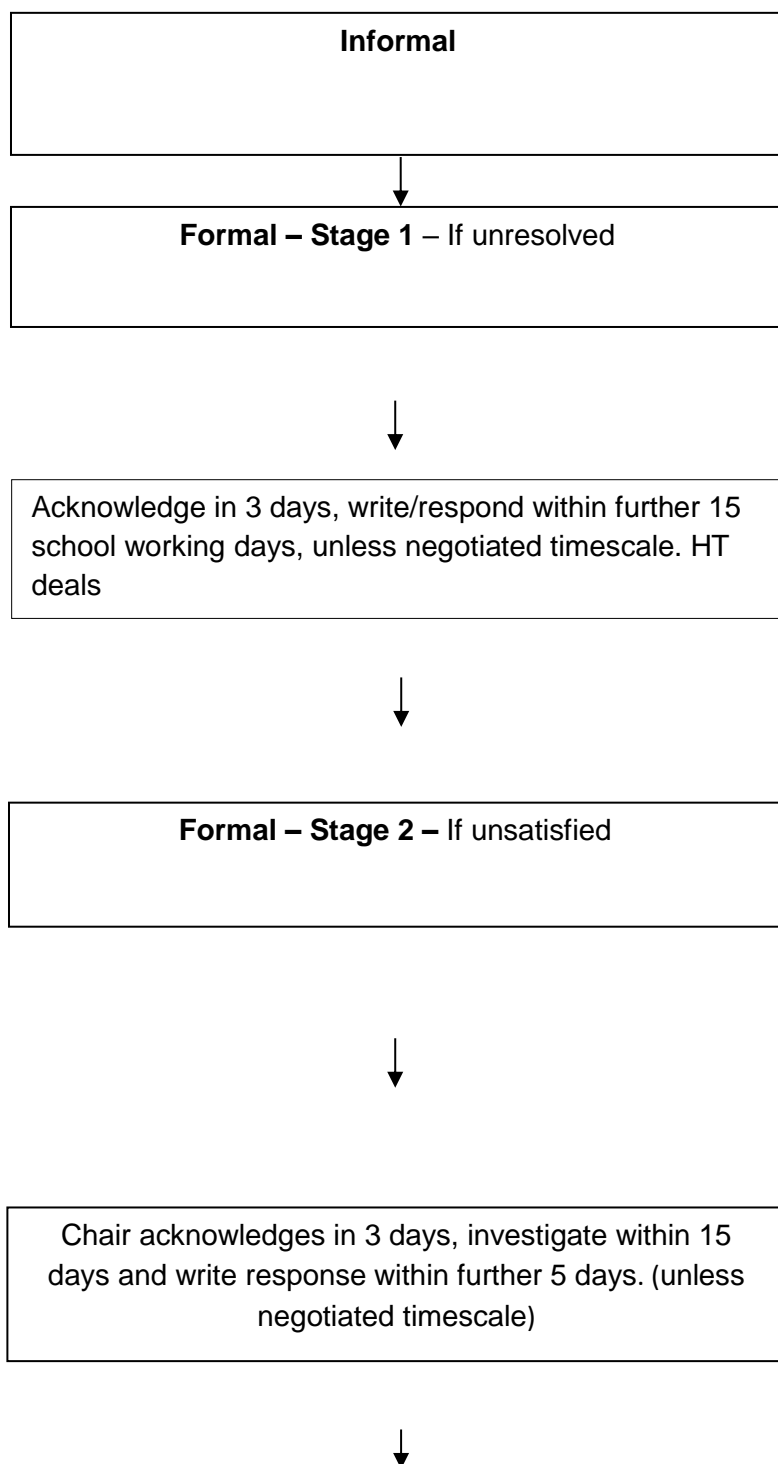 Informal
Formal – Stage 1 – If unresolved
Acknowledge in 3 days, write/respond within further 15
school working days, unless negotiated timescale. HT
deals
Formal – Stage 2 – If unsatisfied
Chair acknowledges in 3 days, investigate within 15
days and write response within further 5 days. (unless
negotiated timescale)